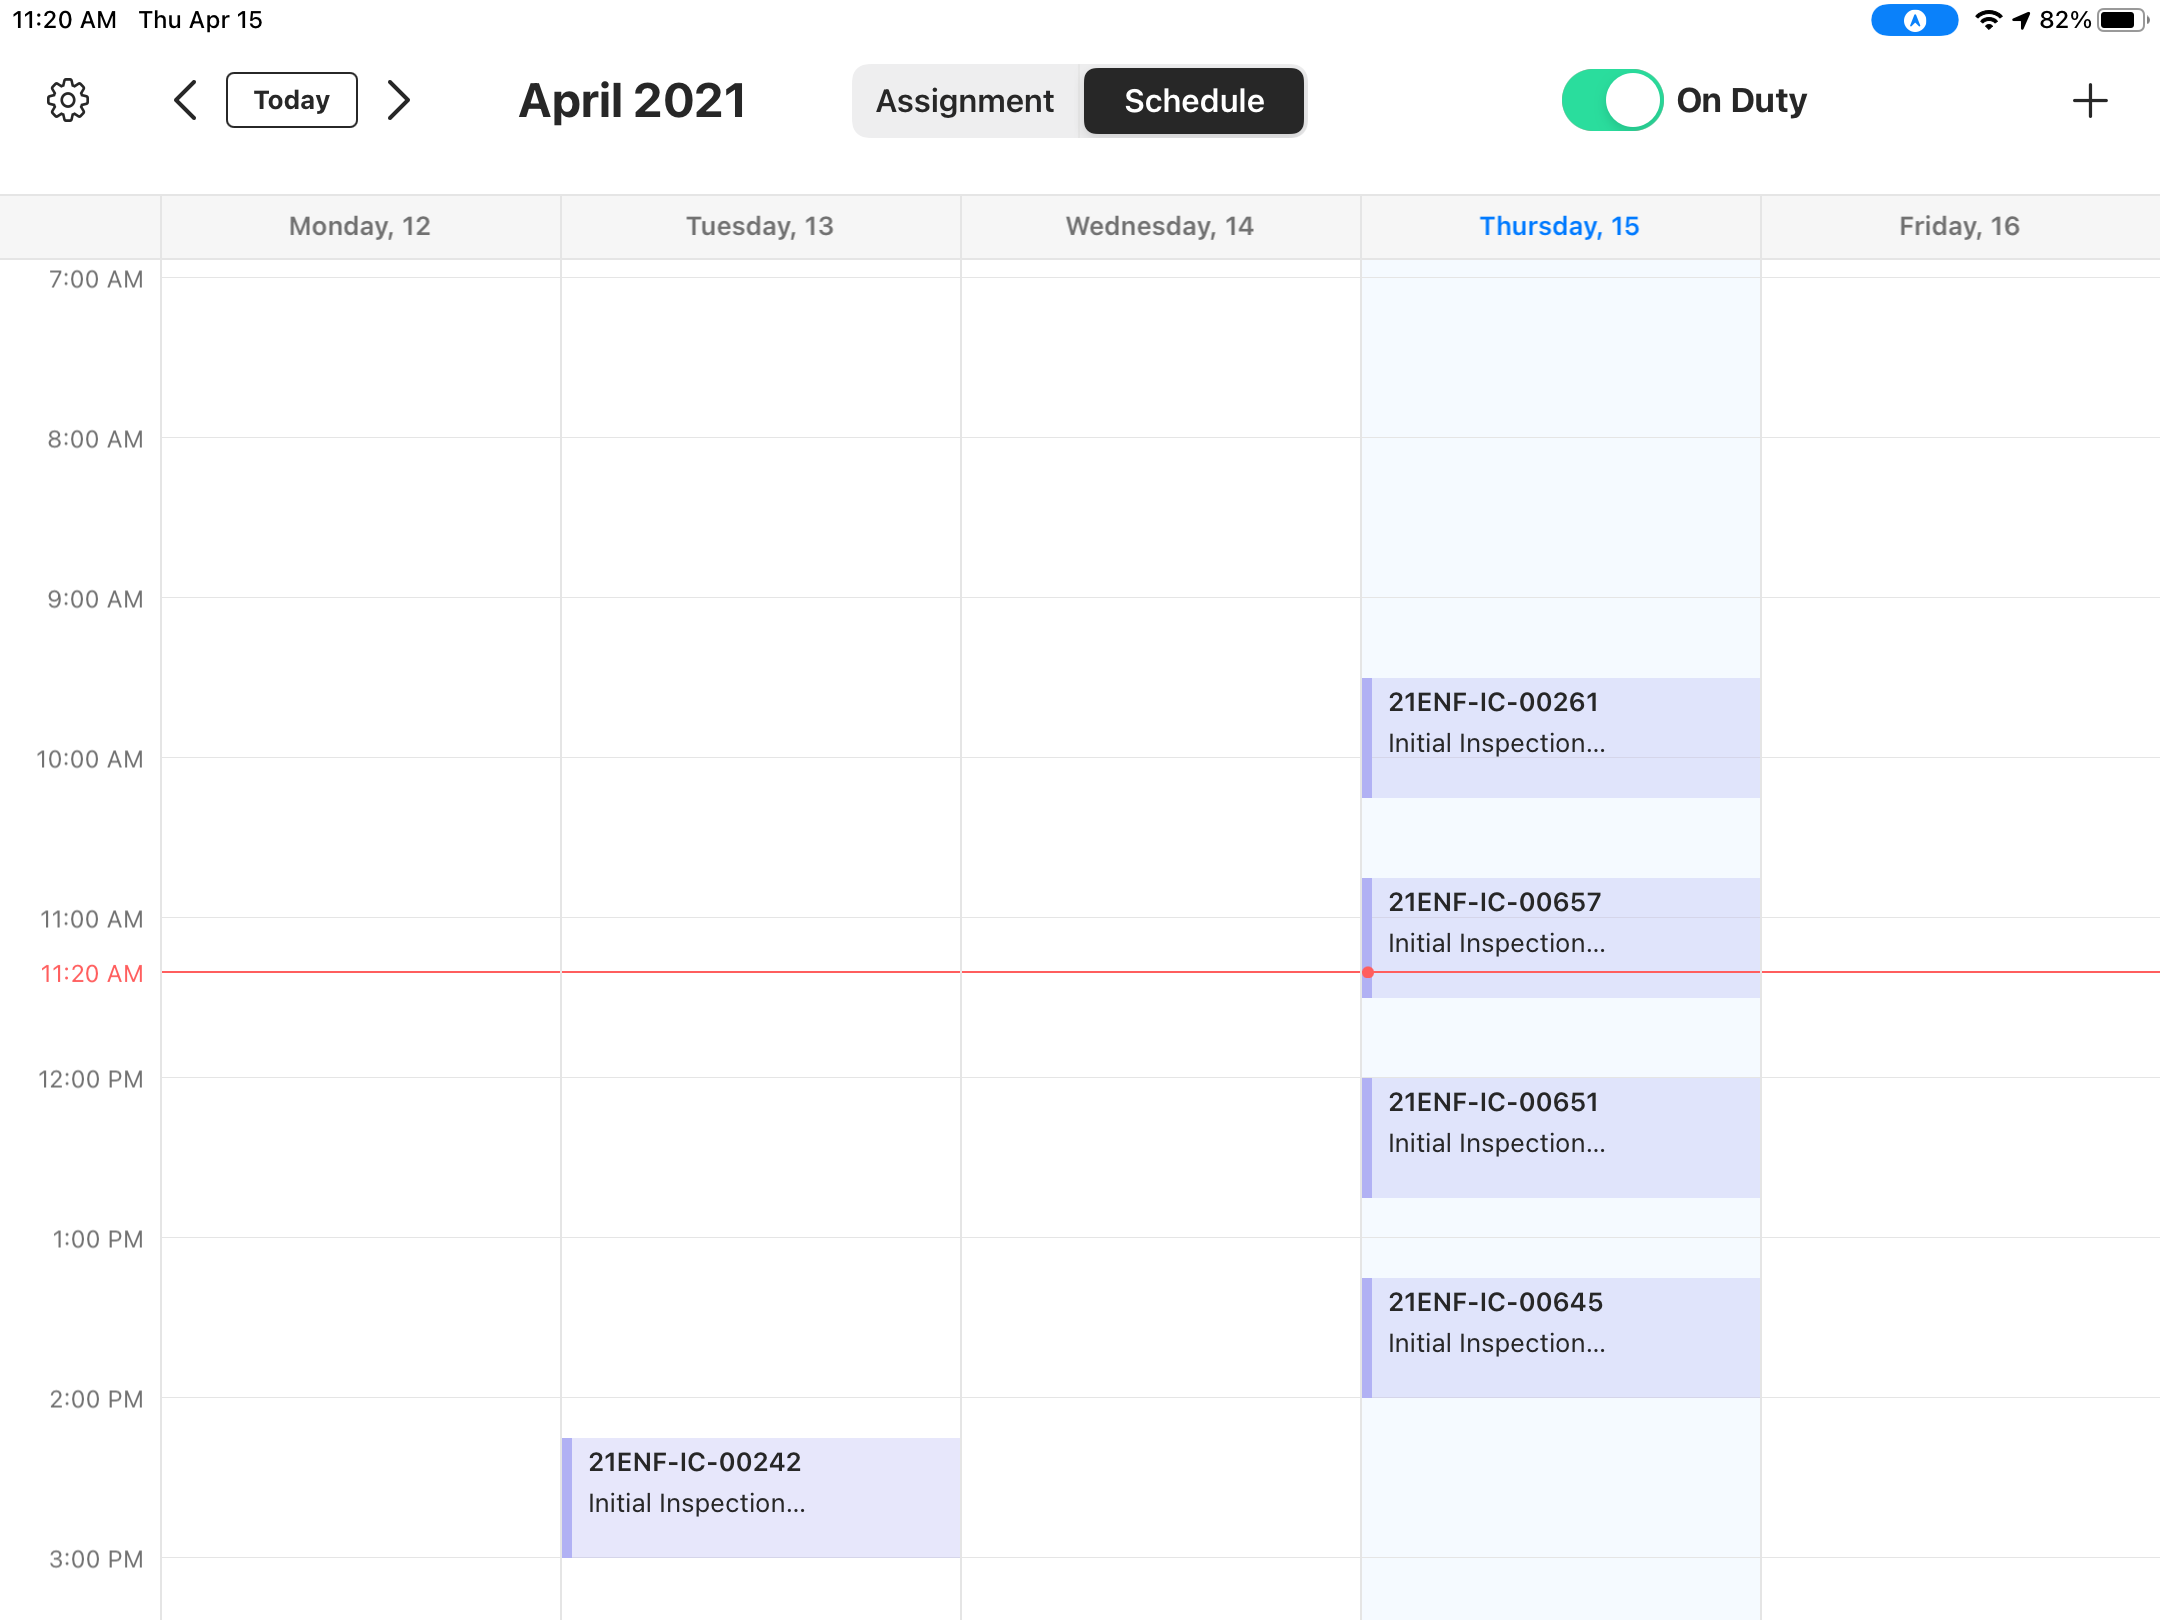 11:20 AM Thu Apr 15
82%
Today
April 2021
Assignment
Schedule
On Duty
Monday, 12
Tuesday, 13
Wednesday, 14
Thursday, 15
Friday, 16
7:00 AM
8:00 AM
9:00 AM
21ENF-IC-00261
Initial Inspection...
10:00 AM
21ENF-IC-00657
11:00 AM
Initial Inspection...
11:20 AM
12:00 PM
21ENF-IC-00651
Initial Inspection...
1:00 PM
21ENF-IC-00645
Initial Inspection...
2:00 PM
21ENF-IC-00242
Initial Inspection...
3:00 PM